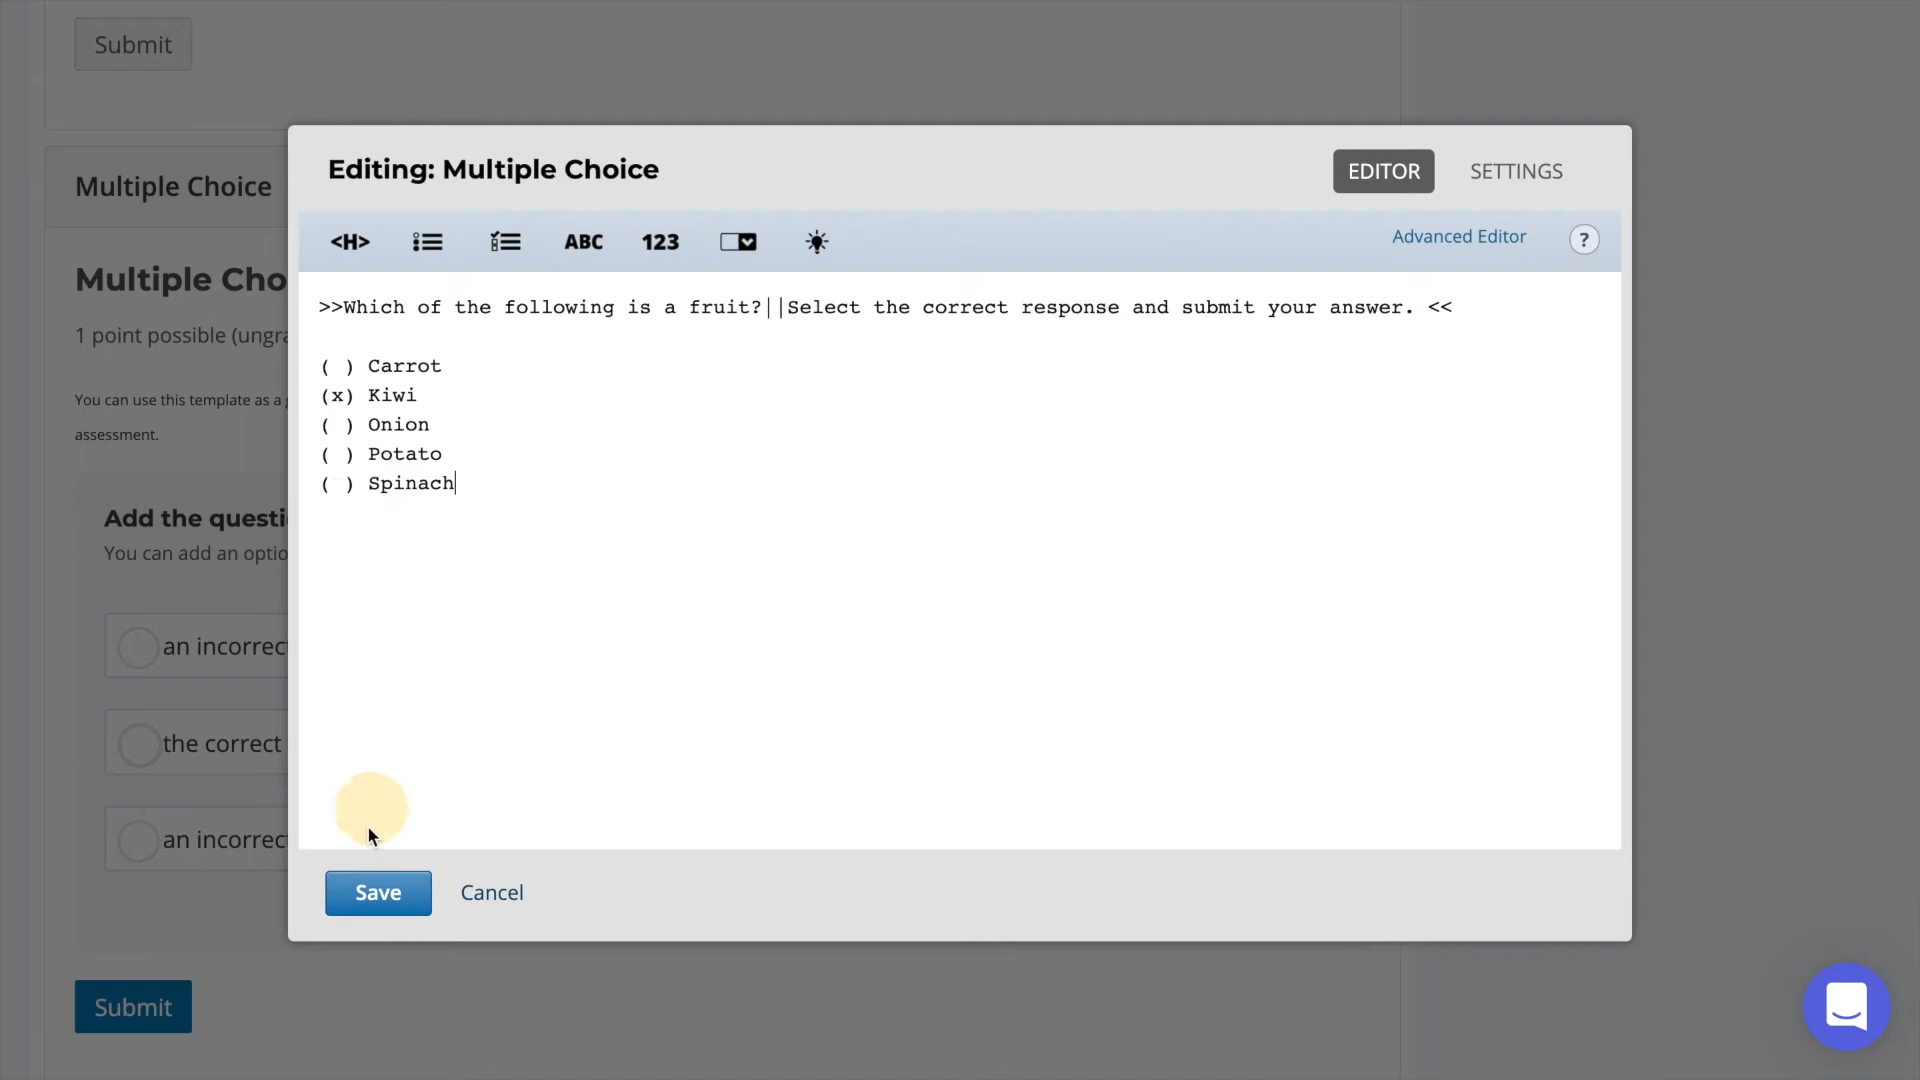 Submit
Editing: Multiple Choice
EDITOR
SETTINGS
Multiple Choice
<H>
ABC
123
Advanced Editor
?
Multiple Cho
>>Which of the following is a fruit?||Select the correct response and submit your answer. <<
1 point possible (ungra
( ) Carrot
(x) Kiwi
( ) Onion
( ) Potato
( ) Spinach
You can use this template as a
assessment.
Add the questi
You can add an optio
an incorrect
the correct
an incorrect
Save
Cancel
Submit